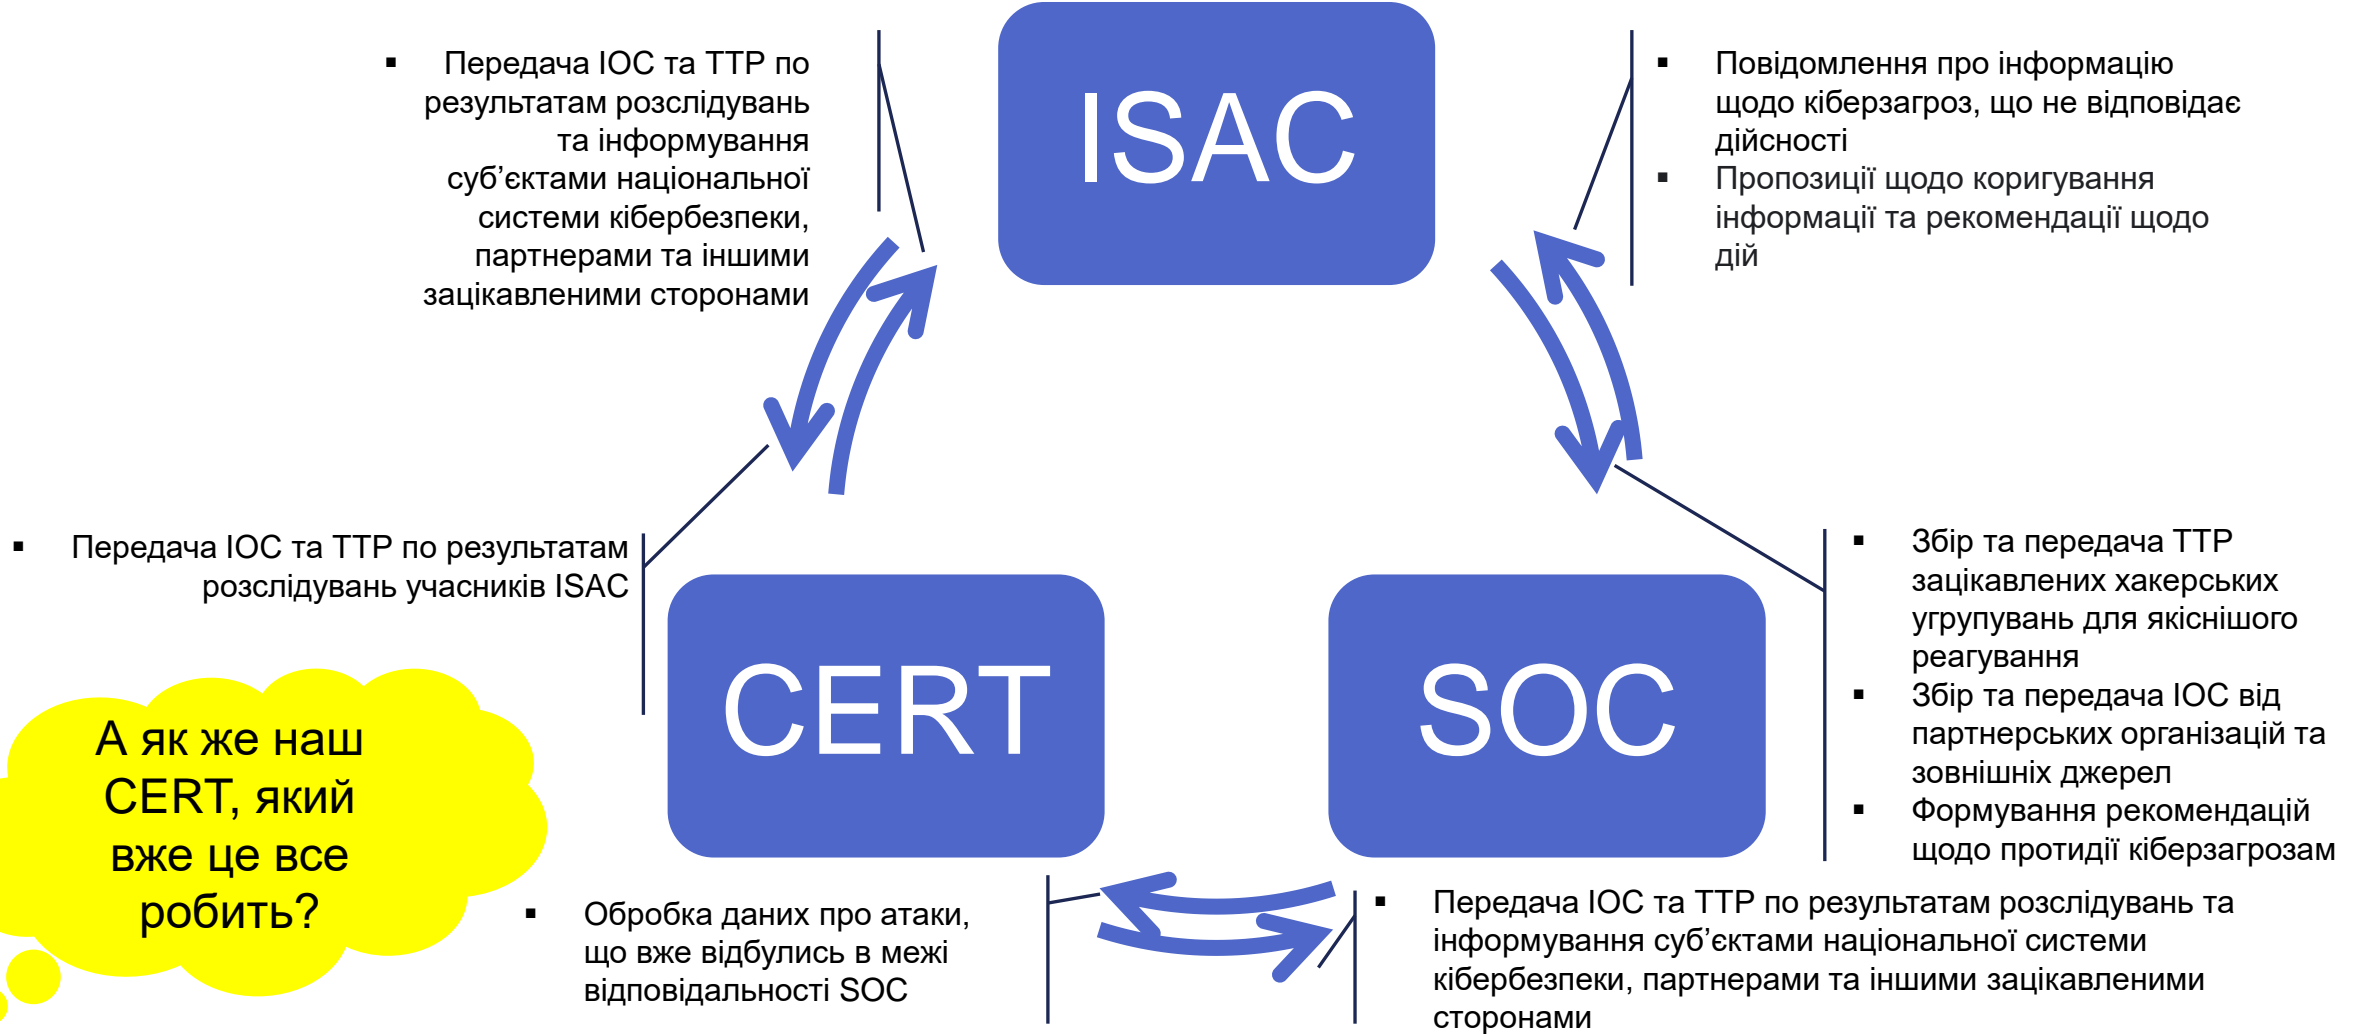 ▪ Передача IOC та TTP по
результатам розслідувань
та інформування
суб’єктами національної
системи кібербезпеки,
партнерами та іншими
зацікавленими сторонами
ISAC
▪ Повідомлення про інформацію
щодо кіберзагроз, що не відповідає
дійсності
▪ Пропозиції щодо коригування
інформації та рекомендації щодо
дій
▪ Передача IOC та TTP по результатам
розслідувань учасників ISAC
CERT
SOC
▪ Збір та передача TTP
зацікавлених хакерських
угрупувань для якіснішого
реагування
▪ Збір та передача IOC від
партнерських організацій та
зовнішніх джерел
▪ Формування рекомендацій
щодо протидії кіберзагрозам
А як же наш
CERT, який
вже це все
робить?
▪ Обробка даних про атаки,
що вже відбулись в межі
відповідальності SOC
▪ Передача IOC та TTP по результатам розслідувань та
інформування суб’єктами національної системи
кібербезпеки, партнерами та іншими зацікавленими
сторонами